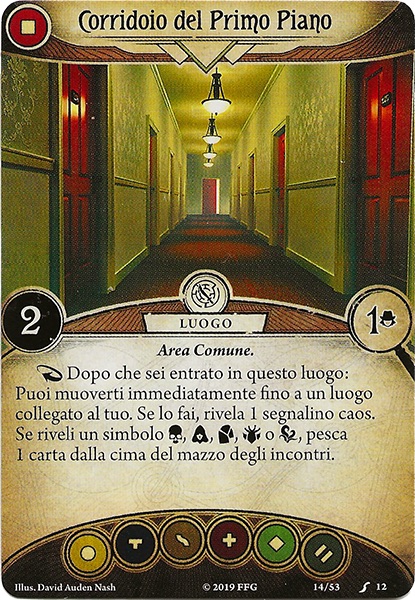 Corridoio del Primo Piano
2
LUOGO
1
Area Comune.
Dopo che sei entrato in questo luogo:
Puoi muoverti immediatamente fino a un luogo
collegato al tuo. Se lo fai, rivela 1 segnalino caos.
Se riveli un simbolo , , , o , pesca
1 carta dalla cima del mazzo degli incontri.
Illus. David Auden Nash © 2019 FFG 14/53 12